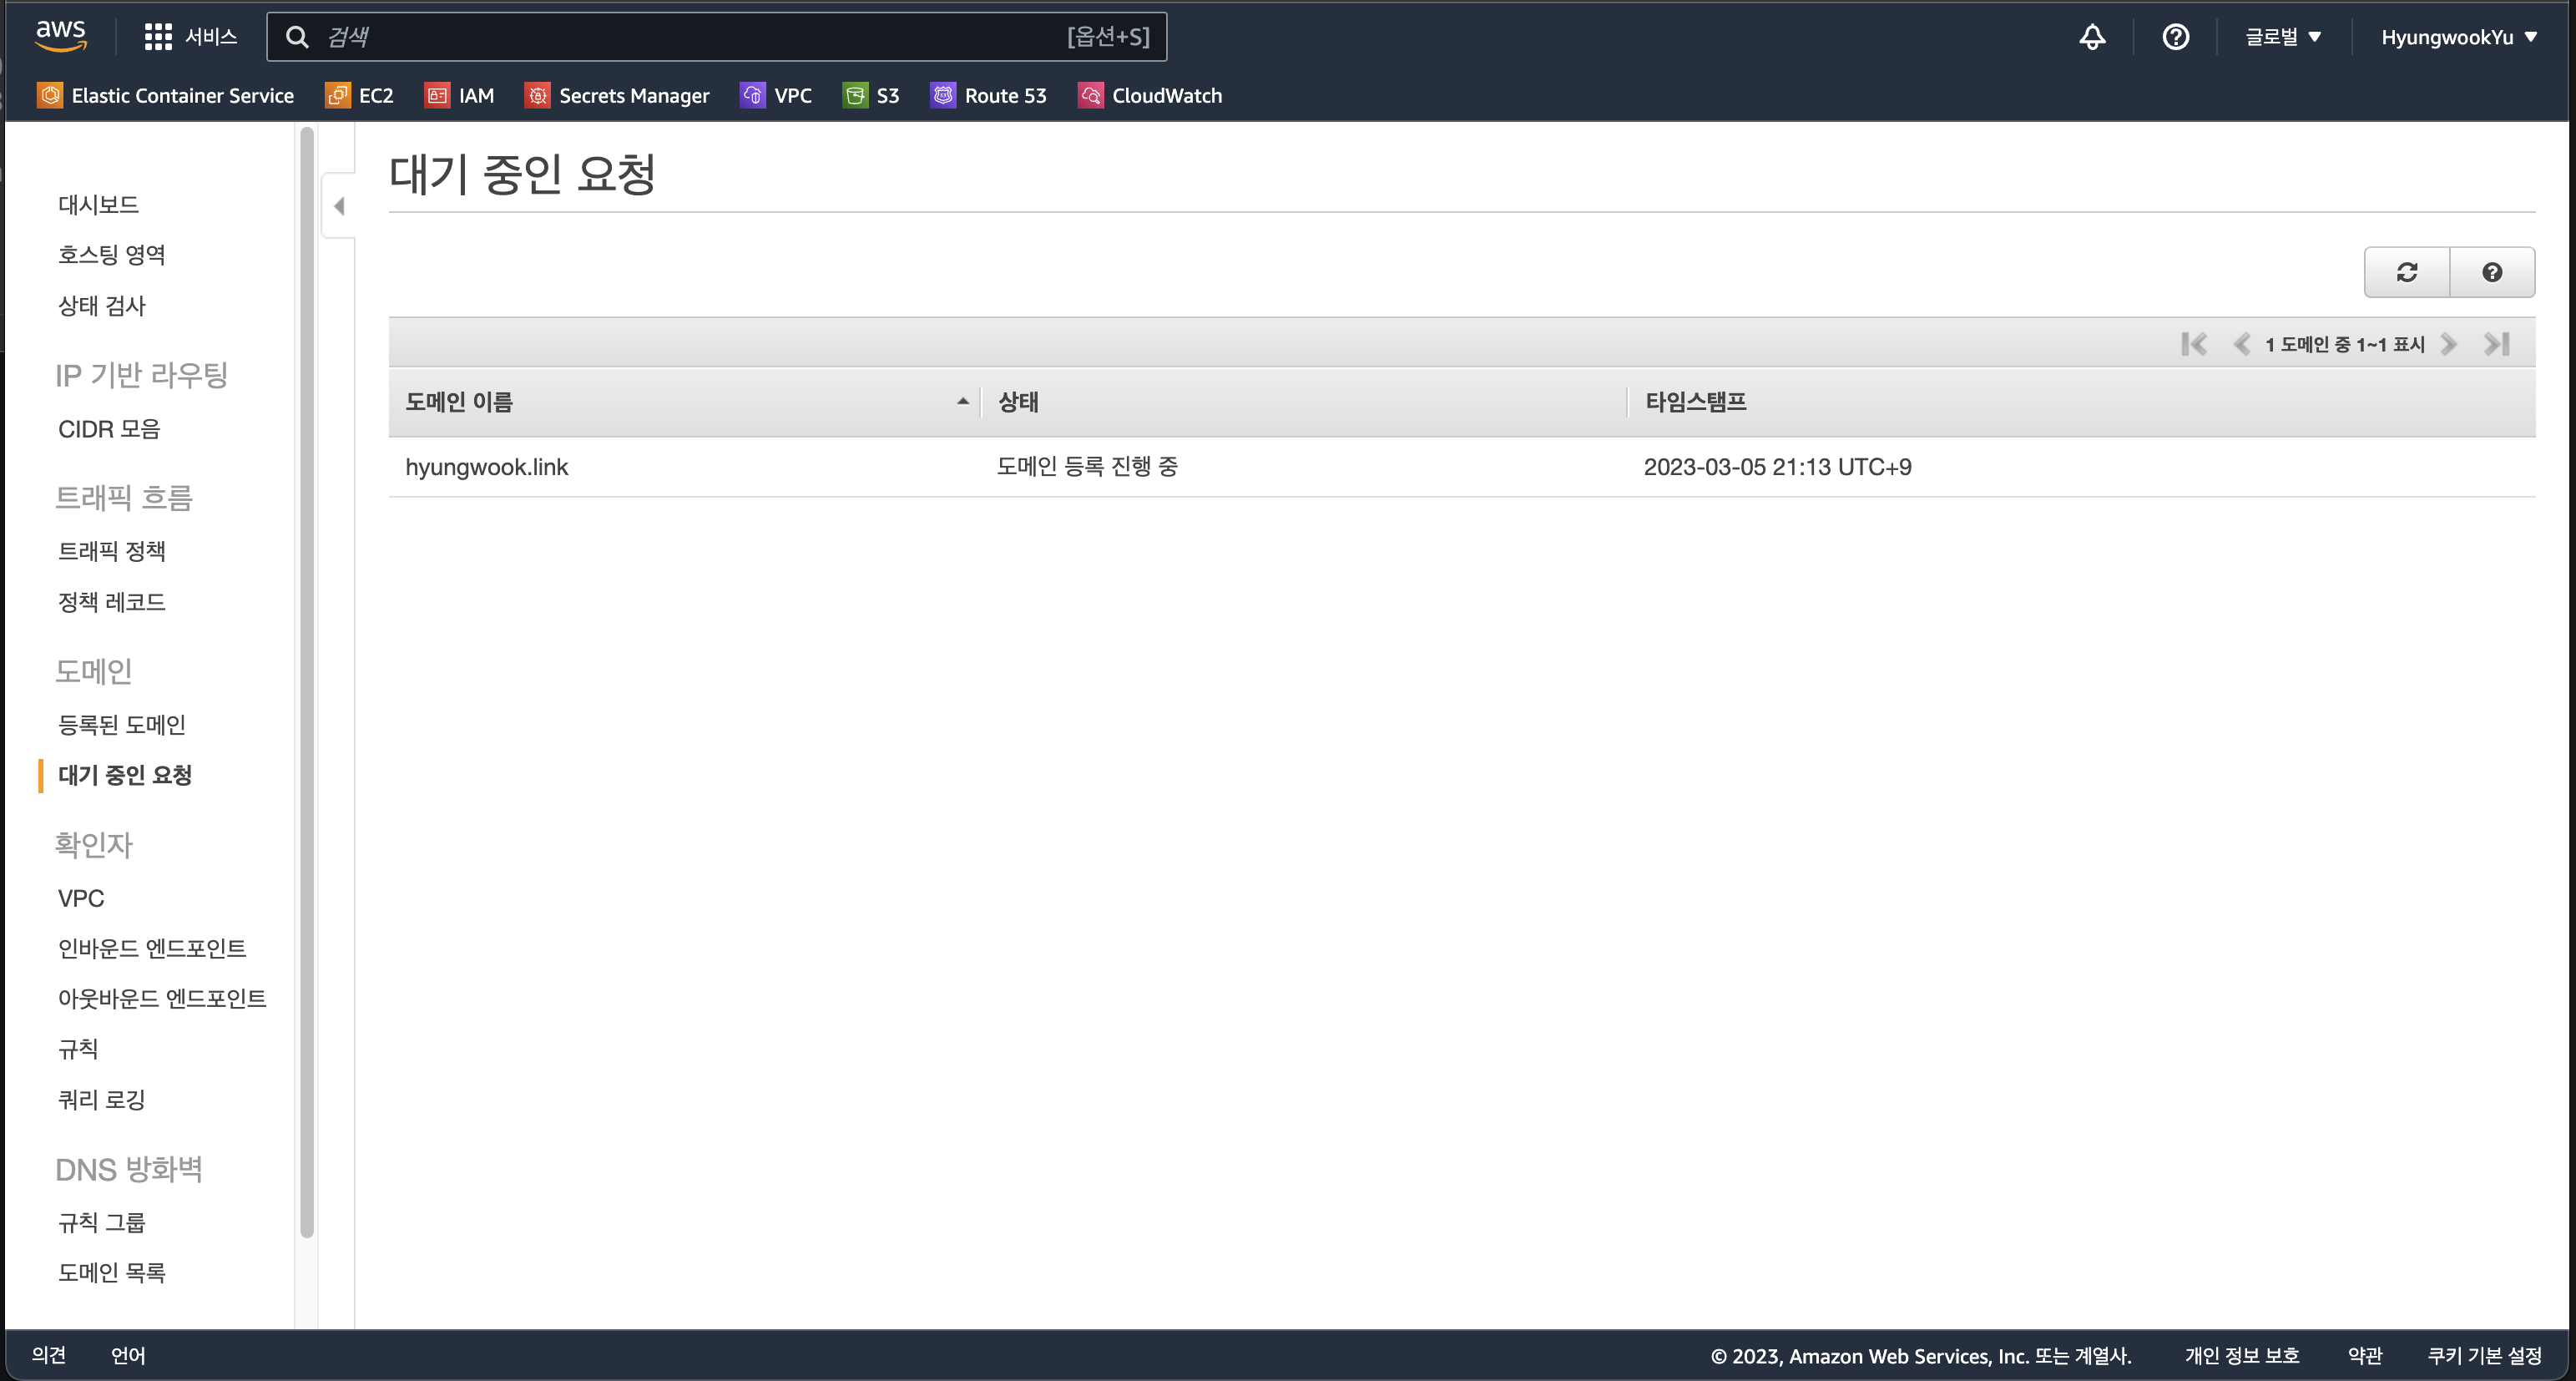 aws 서비스 검색 [옵션+S] 글로벌 HyungwookYu
Elastic Container Service EC2 IAM Secrets Manager VPC S3 Route 53 CloudWatch
대기 중인 요청
대시보드
호스팅 영역
상태 검사
IP 기반 라우팅
CIDR 모음
트래픽 흐름
트래픽 정책
정책 레코드
도메인
등록된 도메인
대기 중인 요청
확인자
VPC
인바운드 엔드포인트
아웃바운드 엔드포인트
규칙
쿼리 로깅
DNS 방화벽
규칙 그룹
도메인 목록
1 도메인 중 1~1 표시
도메인 이름 상태 타임스탬프
hyungwook.link 도메인 등록 진행 중 2023-03-05 21:13 UTC+9
의견 언어 © 2023, Amazon Web Services, Inc. 또는 계열사. 개인 정보 보호 약관 쿠키 기본 설정